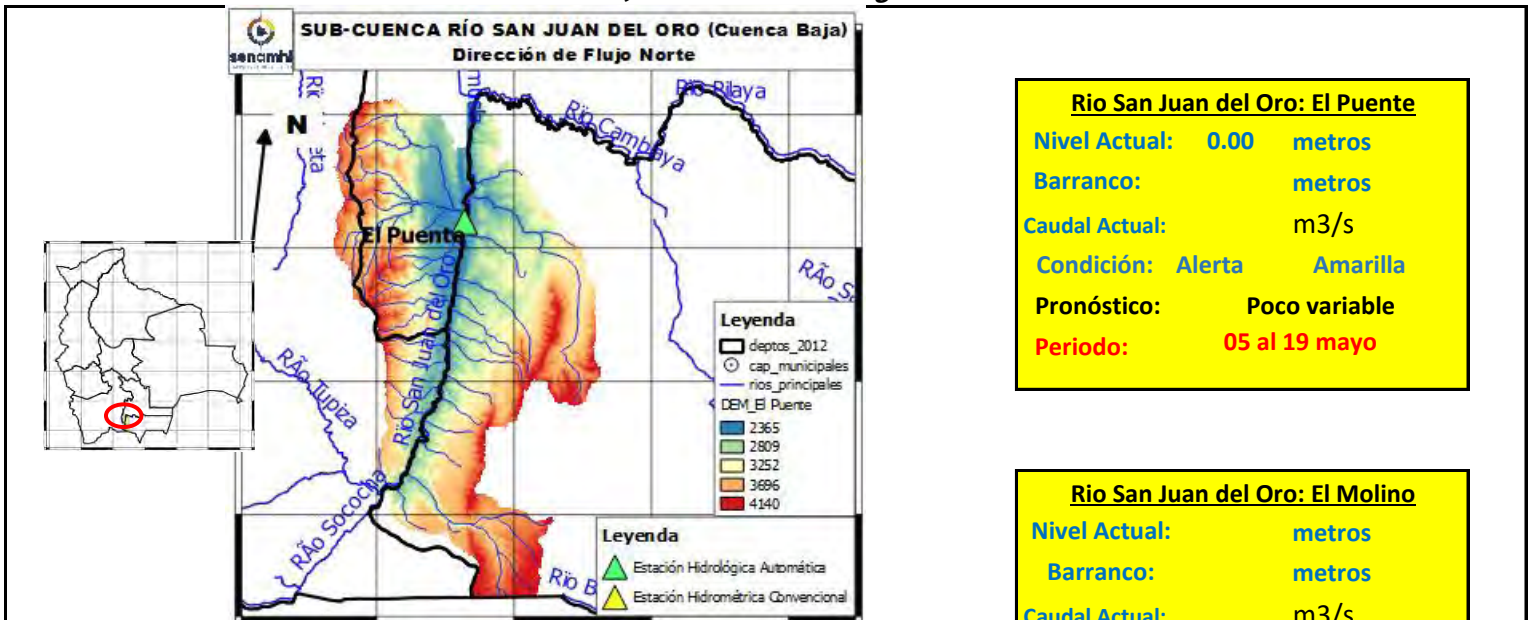 senamhi
SUB-CUENCA RÍO SAN JUAN DEL ORO (Cuenca Baja)
Dirección de Flujo Norte
N
Río Pilaya
Río Camblaya
El Puente
Río San Juan del Oro
RÃo Tupiza
RÃo Sococha
RÃo S
Río B
Leyenda
deptos_2012
cap_municipales
rios_principales
DEM_El Puente
2365
2809
3252
3696
4140
Leyenda
Estación Hidrológica Automática
Estación Hidrométrica Convencional
Rio San Juan del Oro: El Puente
Nivel Actual: 0.00 metros
Barranco: metros
Caudal Actual: m3/s
Condición: Alerta Amarilla
Pronóstico: Poco variable
Periodo: 05 al 19 mayo
Rio San Juan del Oro: El Molino
Nivel Actual: metros
Barranco: metros
Caudal Actual: m3/s